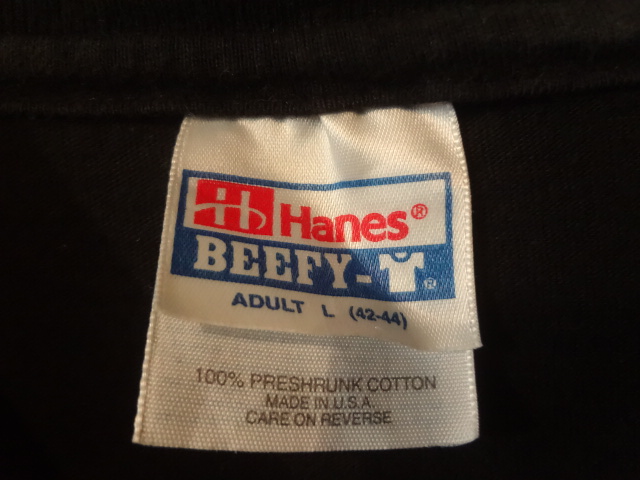 Hanes®
BEEFY-®
ADULT L (42-44)
100% PRESHRUNK COTTON
MADE IN U.S.A.
CARE ON REVERSE